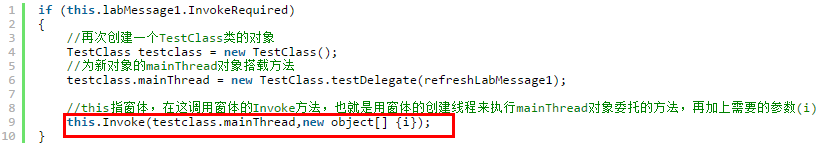 1 if (this.labMessage1.InvokeRequired)
2 {
3 //再次创建一个TestClass类的对象
4 TestClass testclass = new TestClass();
5 //为新对象的mainThread对象搭载方法
6 testclass.mainThread = new TestClass.testDelegate(refreshLabMessage1);
7
8 //this指窗体，在这调用窗体的Invoke方法，也就是用窗体的创建线程来执行mainThread对象委托的方法，再加上需要的参数(i)
9 this.Invoke(testclass.mainThread,new object[] {i});
10 }